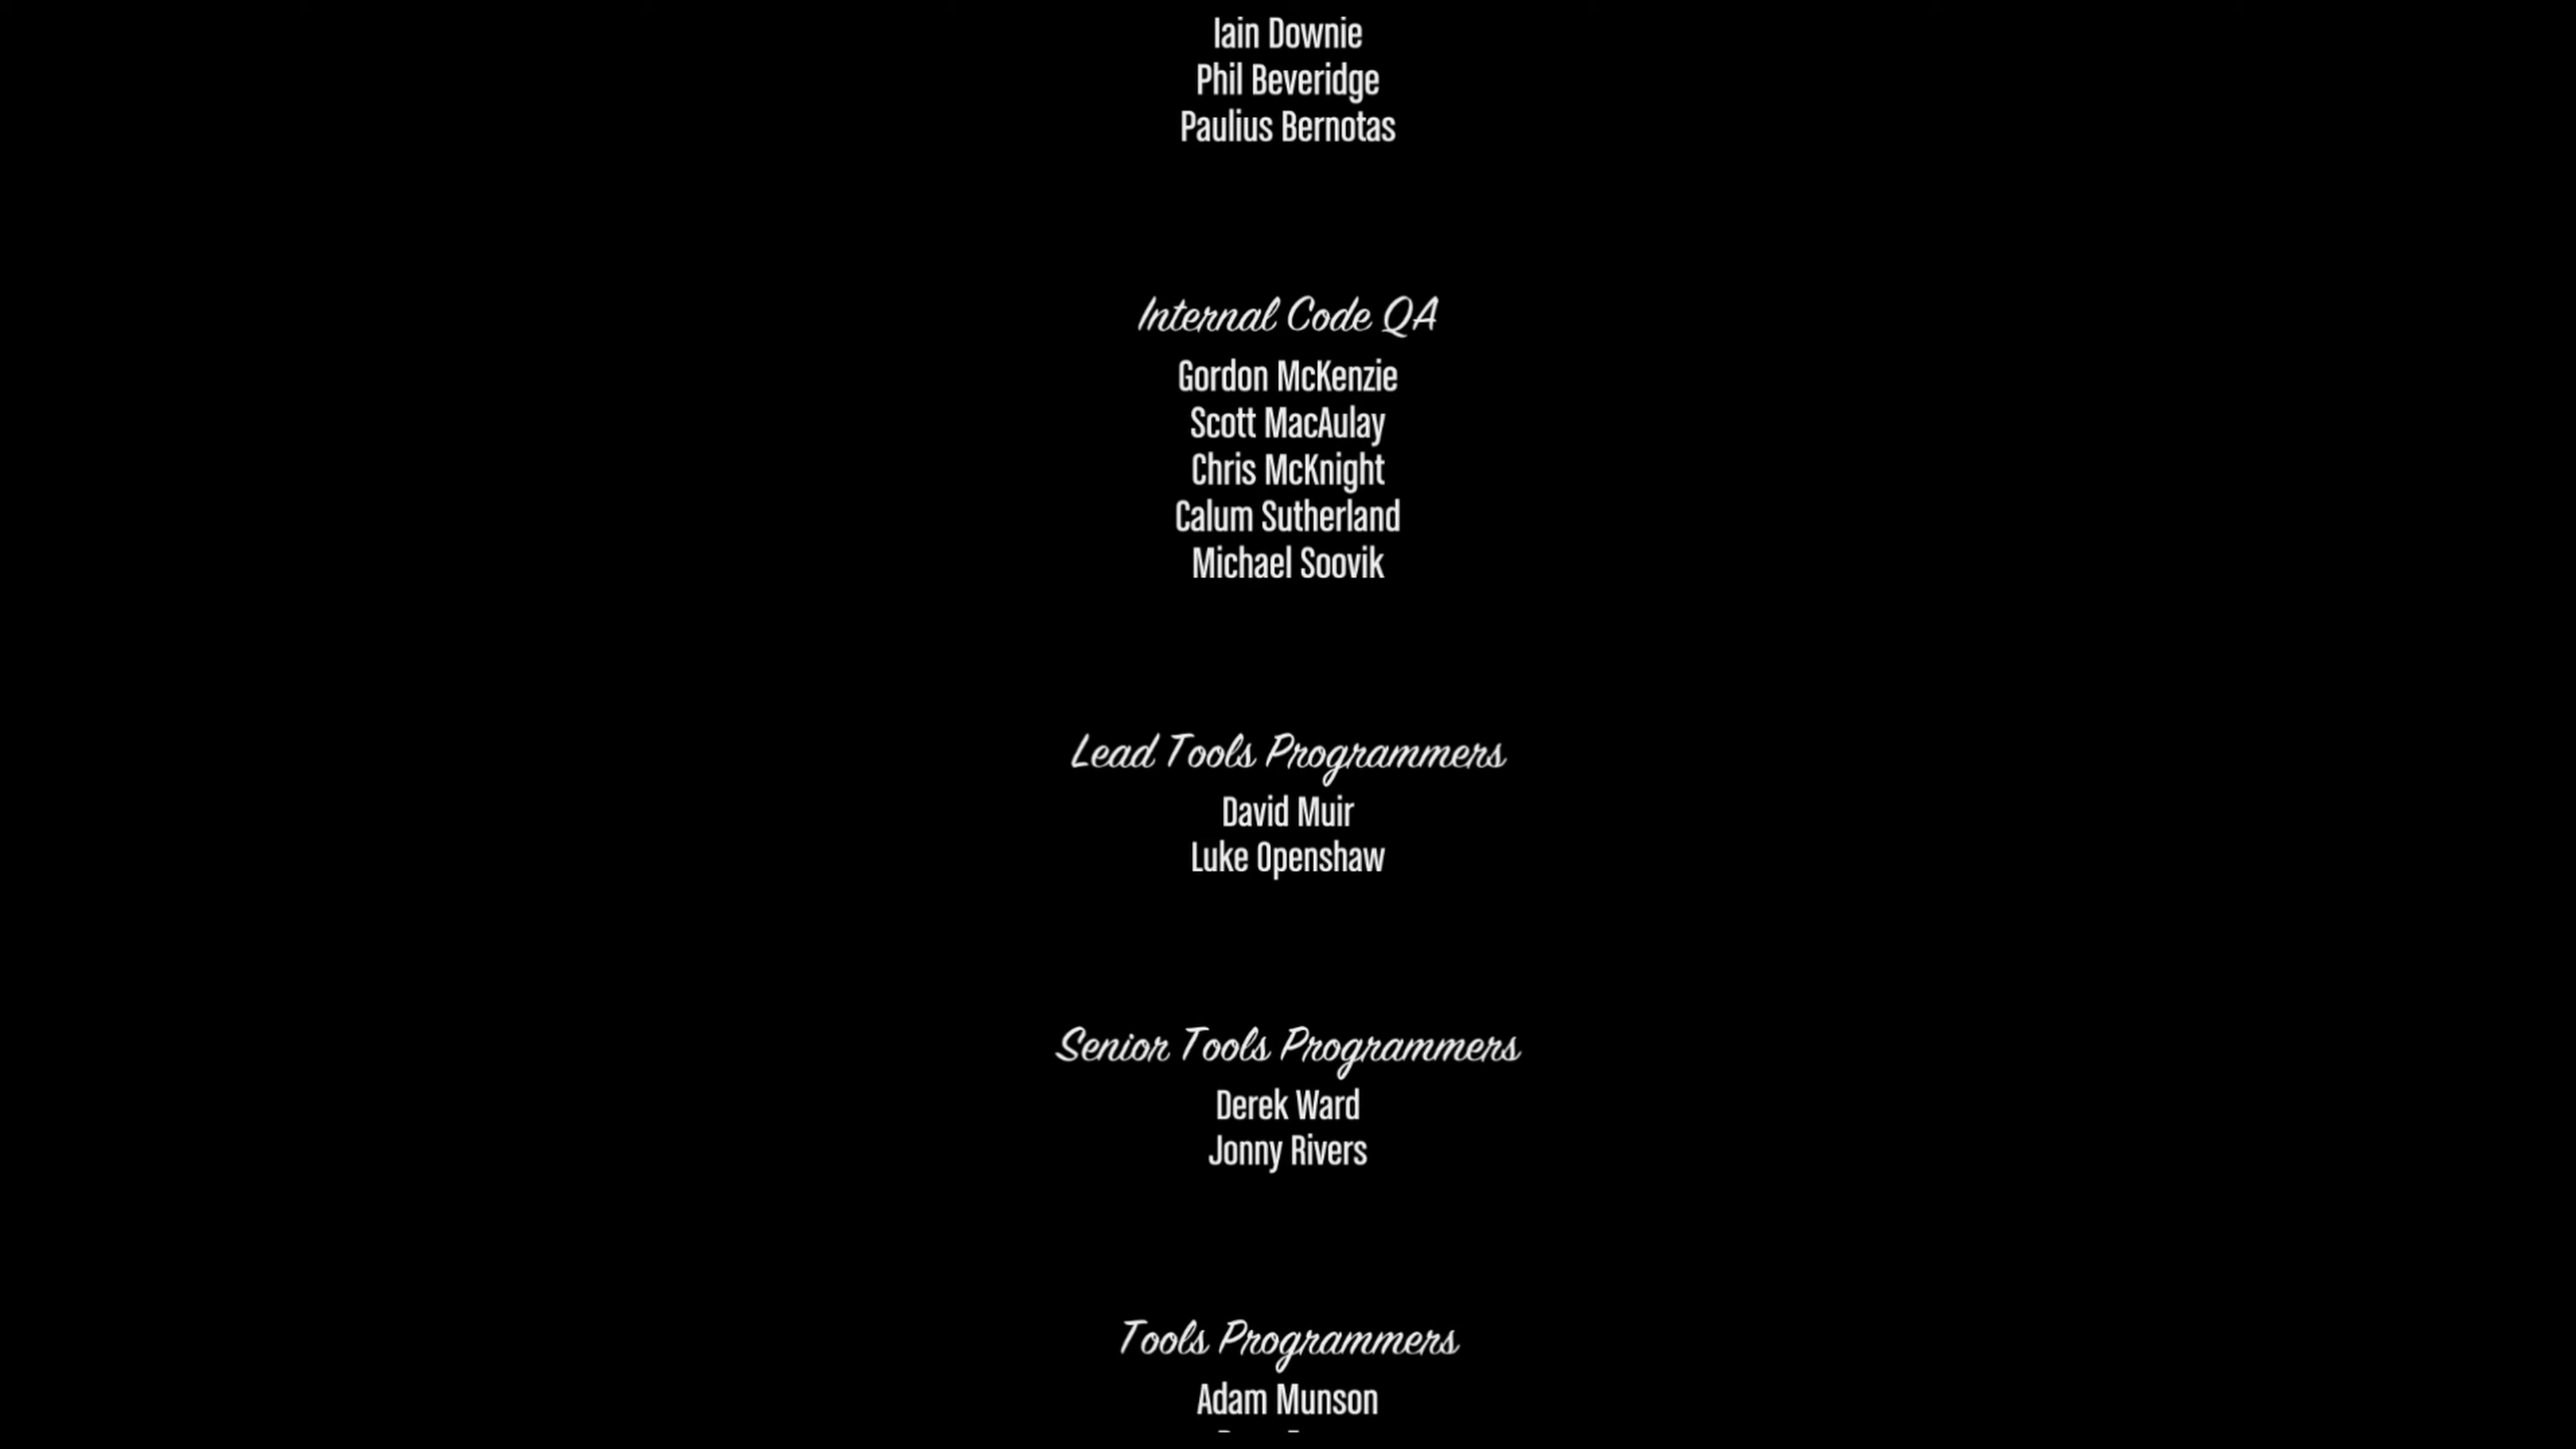 Iain Downie
Phil Beveridge
Paulius Bernotas
Internal Code QA
Gordon McKenzie
Scott MacAulay
Chris McKnight
Calum Sutherland
Michael Soovik
Lead Tools Programmers
David Muir
Luke Openshaw
Senior Tools Programmers
Derek Ward
Jonny Rivers
Tools Programmers
Adam Munson